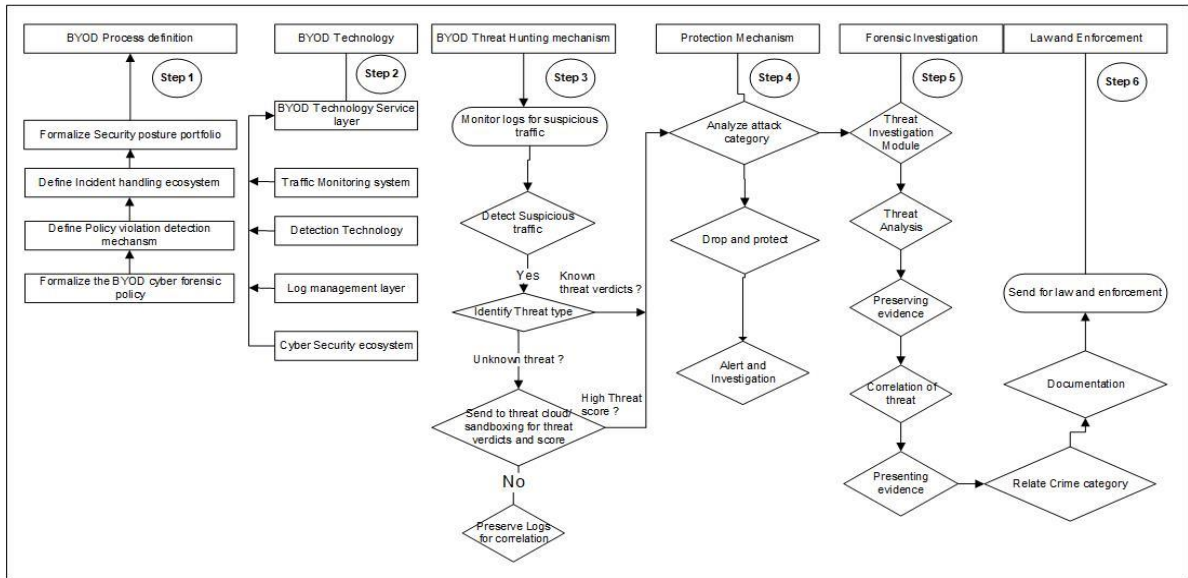 BYOD Process definition
BYOD Technology
BYOD Threat Hunting mechanism
Protection Mechanism
Forensic Investigation
Lawand Enforcement
Step 1
Step 2
Step 3
Step 4
Step 5
Step 6
Formalize Security posture portfolio
Define Incident handling ecosystem
Define Policy violation detection
mechansm
Formalize the BYOD cyber forensic
policy
BYOD Technology Service
layer
Traffic Monitoring system
Detection Technology
Log management layer
Cyber Security ecosystem
Monitor logs for suspicious
traffic
Detect Suspicious
traffic
Yes
Known
threat verdicts ?
Identify Threat type
Unknown threat ?
High Threat
score ?
Send to threat cloud/
sandboxing for threat
verdicts and score
No
Preserve Logs
for correlation
Analyze attack
category
Drop and protect
Alert and
Investigation
Threat
Investigation
Module
Threat
Analysis
Preserving
evidence
Correlation of
threat
Presenting
evidence
Relate Crime category
Documentation
Send for law and enforcement